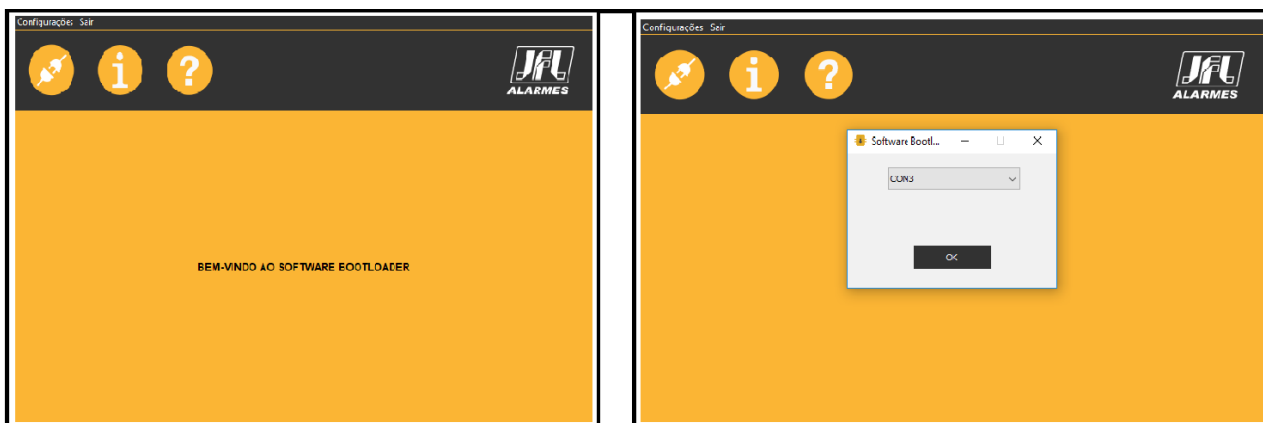 Configurações Sair
i ?
JFL
ALARMES
BEM-VINDO AO SOFTWARE BOOTLOADER
Configurações Sair
i ?
JFL
ALARMES
Software Bootl...
COM3
OK